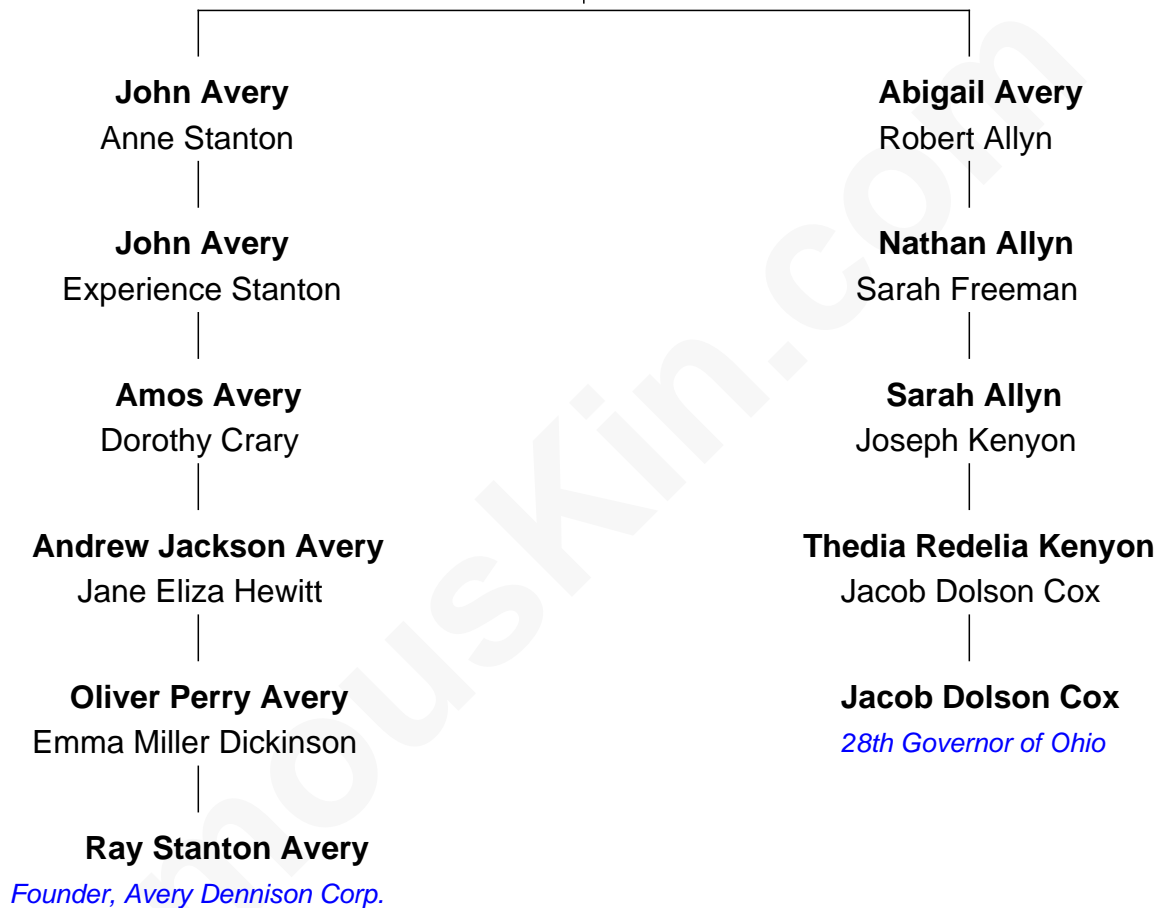 John Avery
Anne Stanton
John Avery
Experience Stanton
Amos Avery
Dorothy Crary
Andrew Jackson Avery
Jane Eliza Hewitt
Oliver Perry Avery
Emma Miller Dickinson
Ray Stanton Avery
Founder, Avery Dennison Corp.
Abigail Avery
Robert Allyn
Nathan Allyn
Sarah Freeman
Sarah Allyn
Joseph Kenyon
Thedia Redelia Kenyon
Jacob Dolson Cox
Jacob Dolson Cox
28th Governor of Ohio
mouskin.com